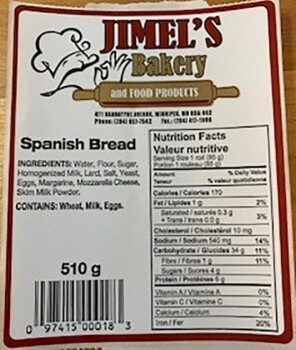 JIMEL'S
Bakery
and FOOD PRODUCTS
Spanish Bread
INGREDIENTS: Water, Flour, Sugar,
Homogenized Milk, Lard, Salt, Yeast,
Eggs, Margarine, Mozzarella Cheese,
Skim Milk Powder.
CONTAINS: Wheat, Milk, Eggs.
510 g
0 97415 00018 3
Nutrition Facts
Valeur nutritive
Serving Size 1 roll (85 g)
Portion 1 rouleau (85 g)
Amount % Daily Value
Teneur % valeur quotidienne
Calories / Calories 170
Fat / Lipides 1 g 2%
Saturated / saturés 0.3 g
+ Trans / trans 0.0 g 3%
Cholesterol / Cholestérol 10 mg
Sodium / Sodium 540 mg 14%
Carbohydrate / Glucides 34 g 11%
Fibre / Fibres 1 g 11%
Sugars / Sucres 4 g
Protein / Protéines 6 g
Vitamin A / Vitamine A 0%
Vitamin C / Vitamine C 0%
Calcium / Calcium 4%
Iron / Fer 20%